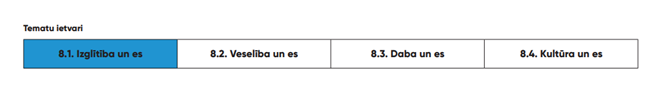 Tematu ietvari
8.1. Izglītība un es 8.2. Veselība un es 8.3. Daba un es 8.4. Kultūra un es